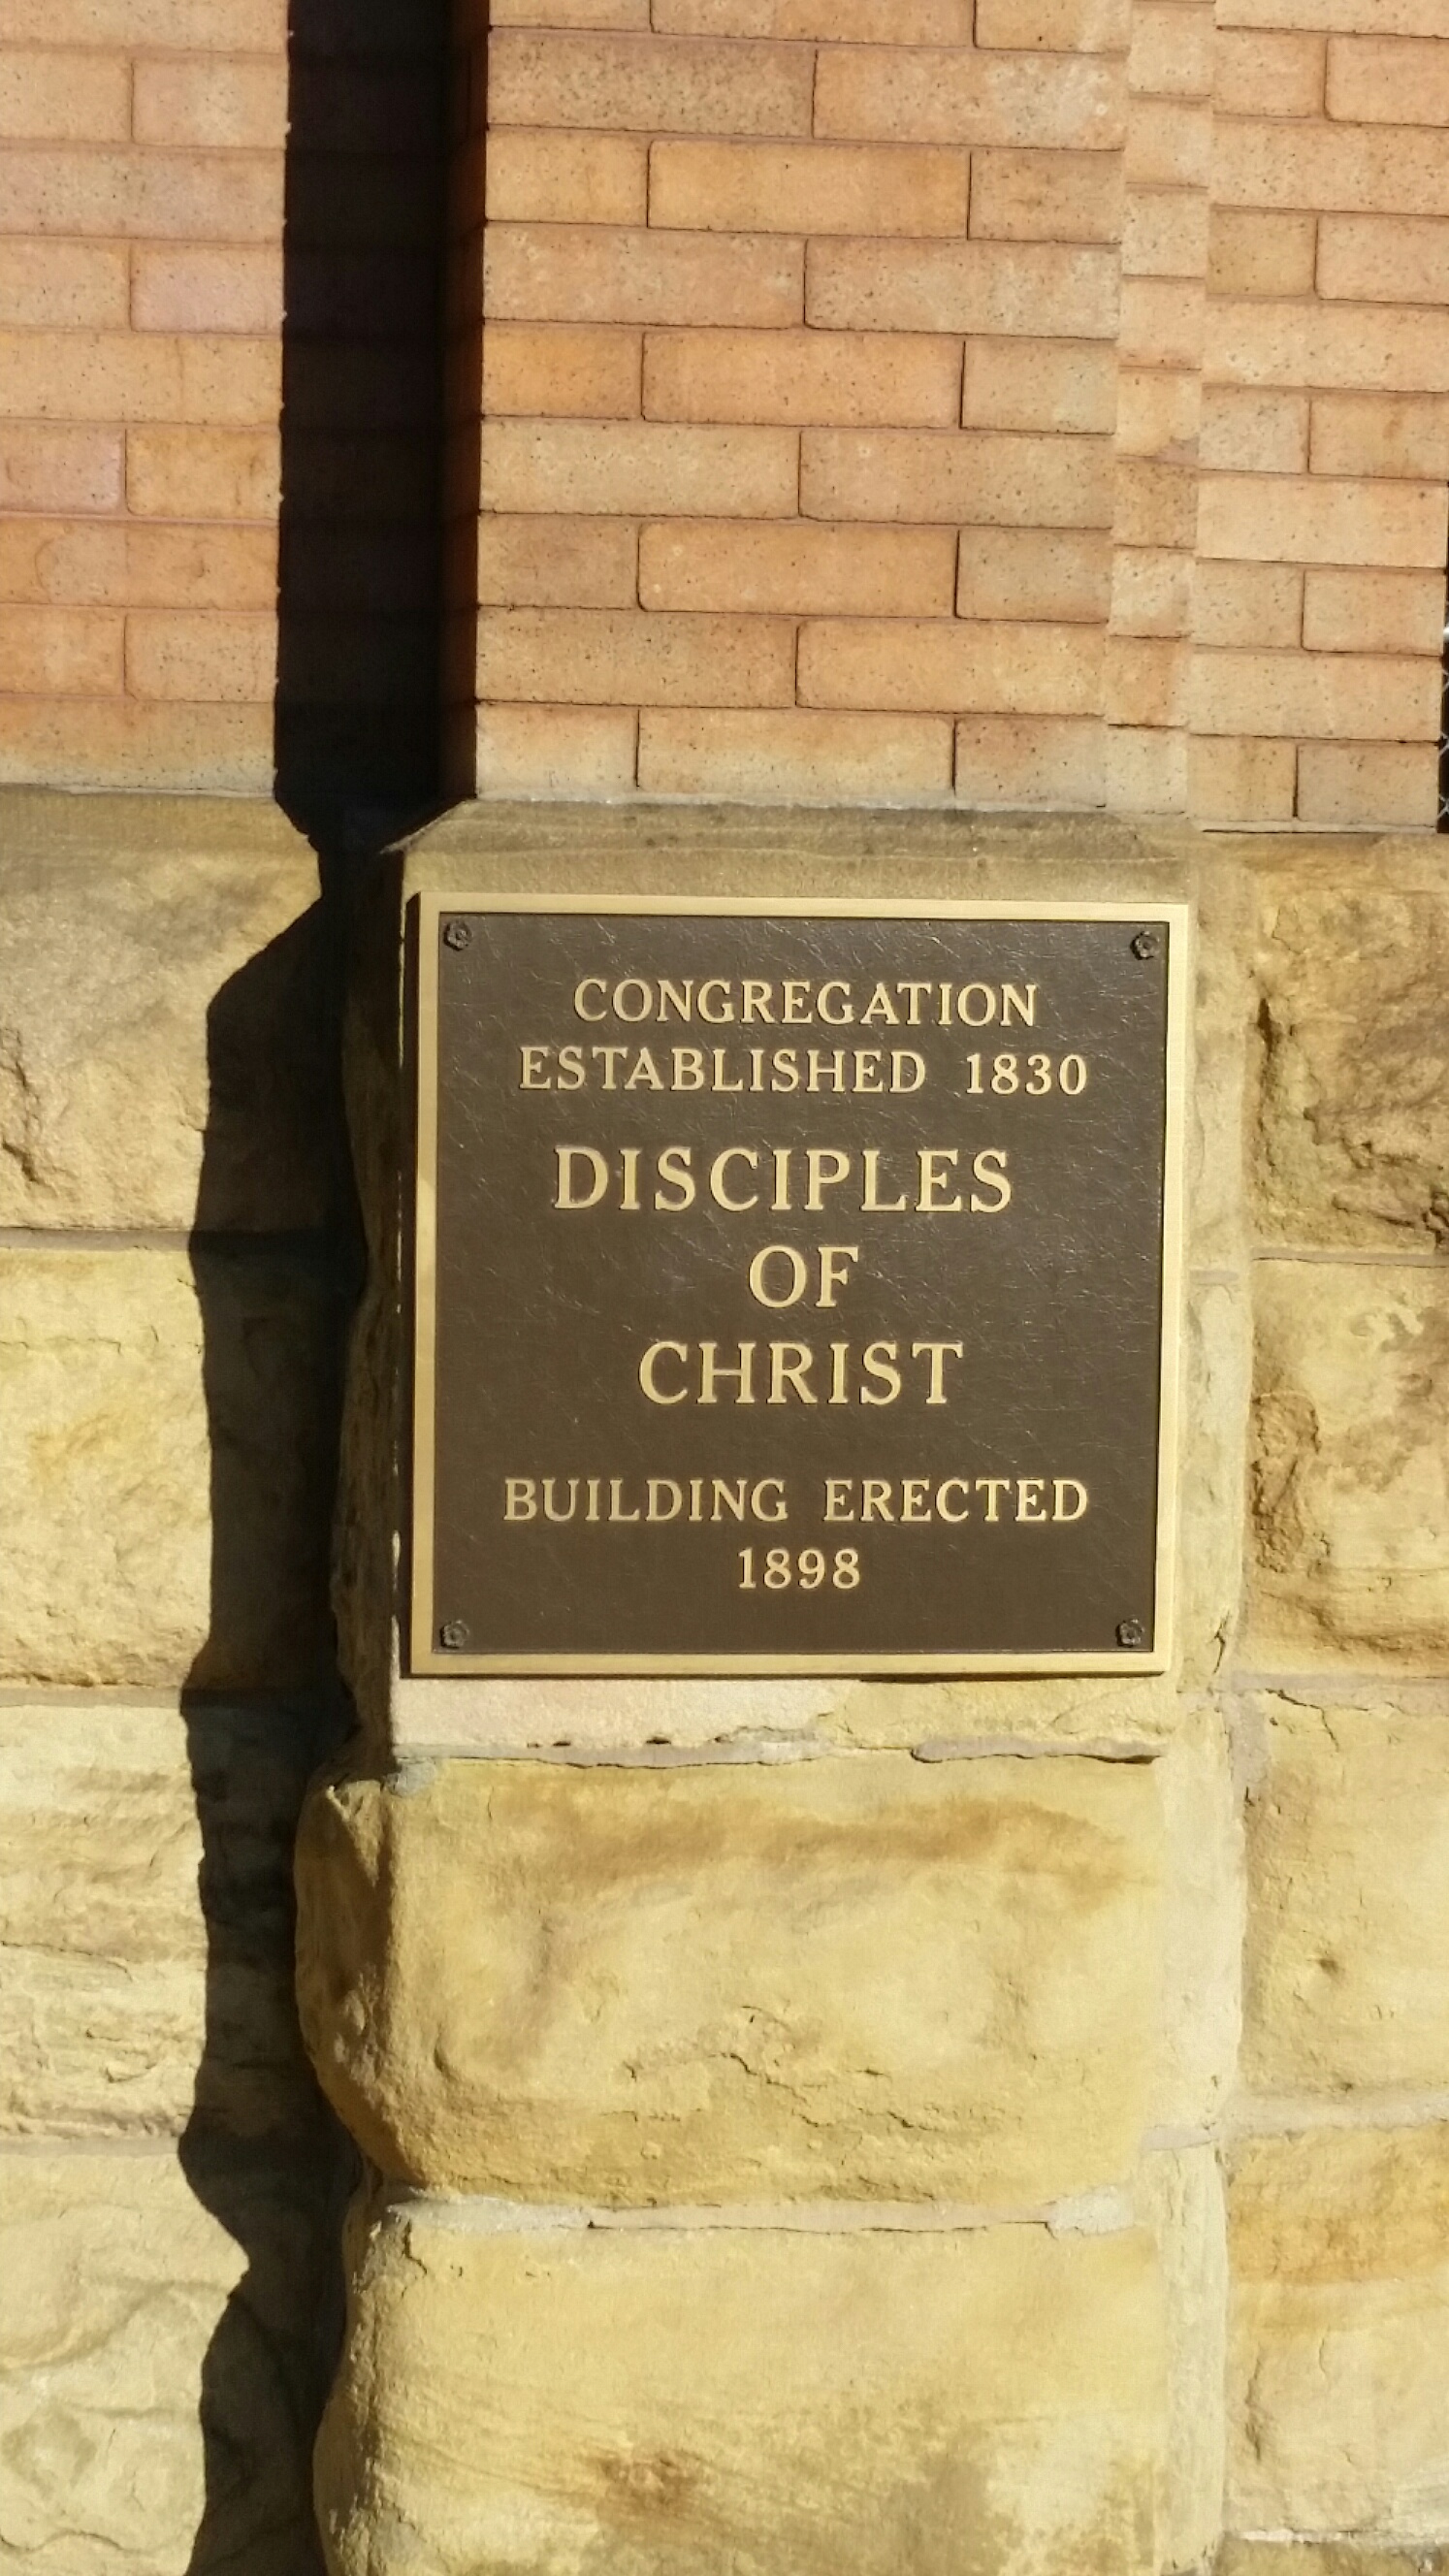 CONGREGATION
ESTABLISHED 1830
DISCIPLES
OF
CHRIST
BUILDING ERECTED
1898